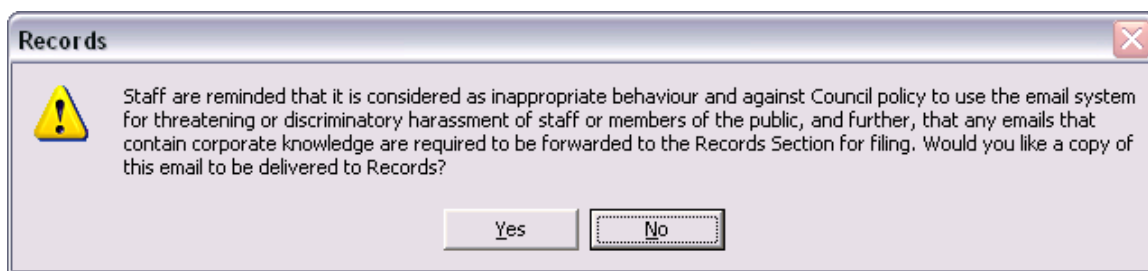 Records
Staff are reminded that it is considered as inappropriate behaviour and against Council policy to use the email system
for threatening or discriminatory harassment of staff or members of the public, and further, that any emails that
contain corporate knowledge are required to be forwarded to the Records Section for filing. Would you like a copy of
this email to be delivered to Records?
Yes No